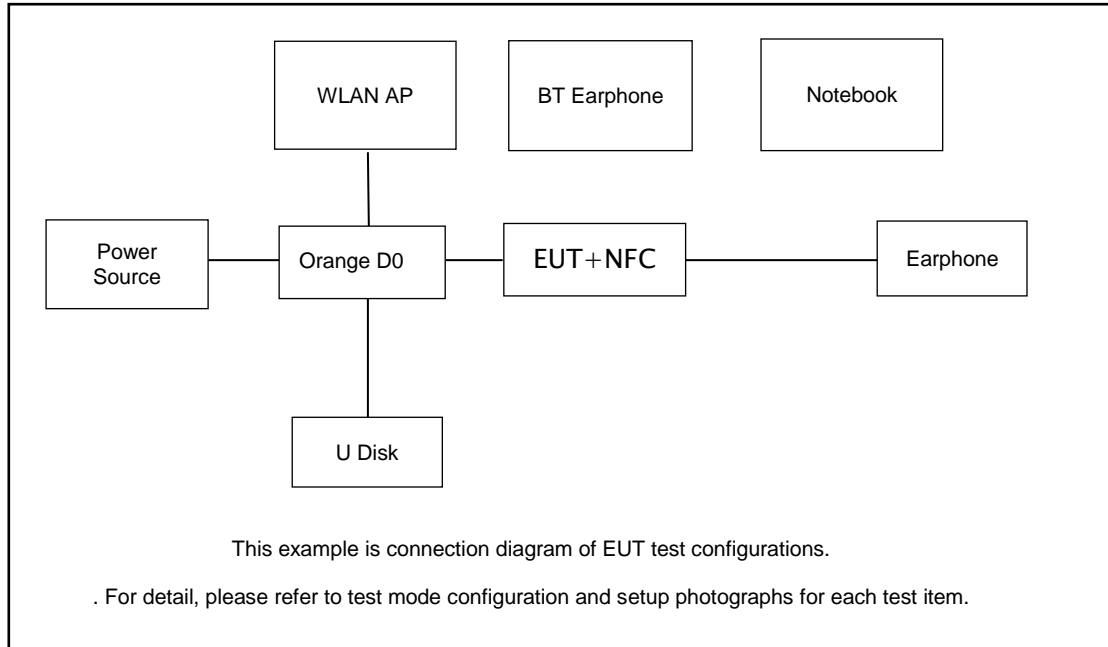 WLAN AP
BT Earphone
Notebook
Power
Source
Orange D0
EUT+NFC
Earphone
U Disk
This example is connection diagram of EUT test configurations.
. For detail, please refer to test mode configuration and setup photographs for each test item.